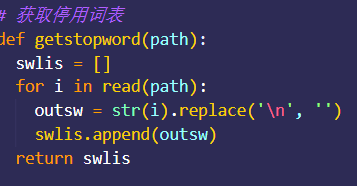 # 获取停用词表
def getstopword(path):
  swlis = []
  for i in read(path):
    outsw = str(i).replace('\n', '')
    swlis.append(outsw)
  return swlis